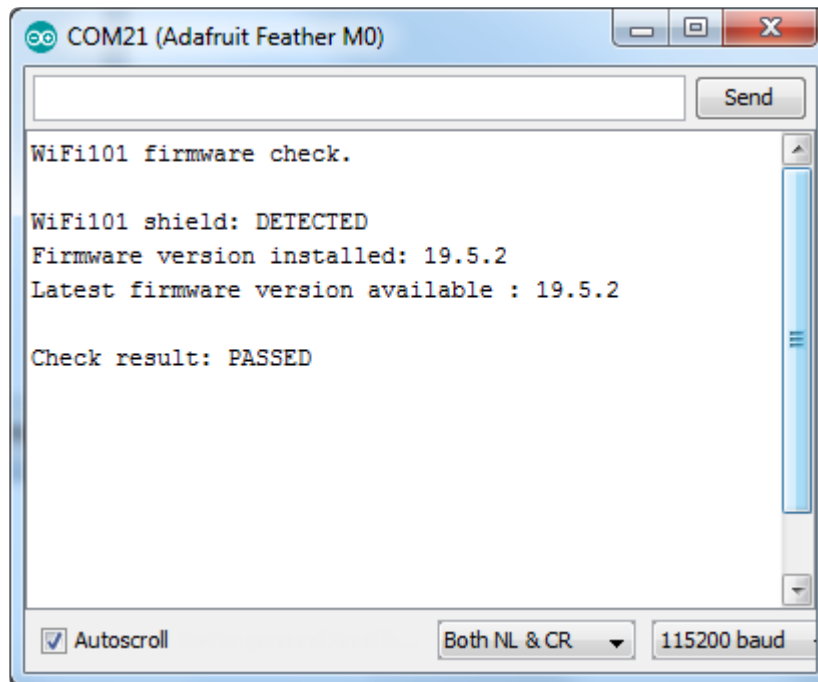 COM21 (Adafruit Feather M0)
Send
WiFi101 firmware check.
WiFi101 shield: DETECTED
Firmware version installed: 19.5.2
Latest firmware version available : 19.5.2
Check result: PASSED
Autoscroll
Both NL & CR
115200 baud